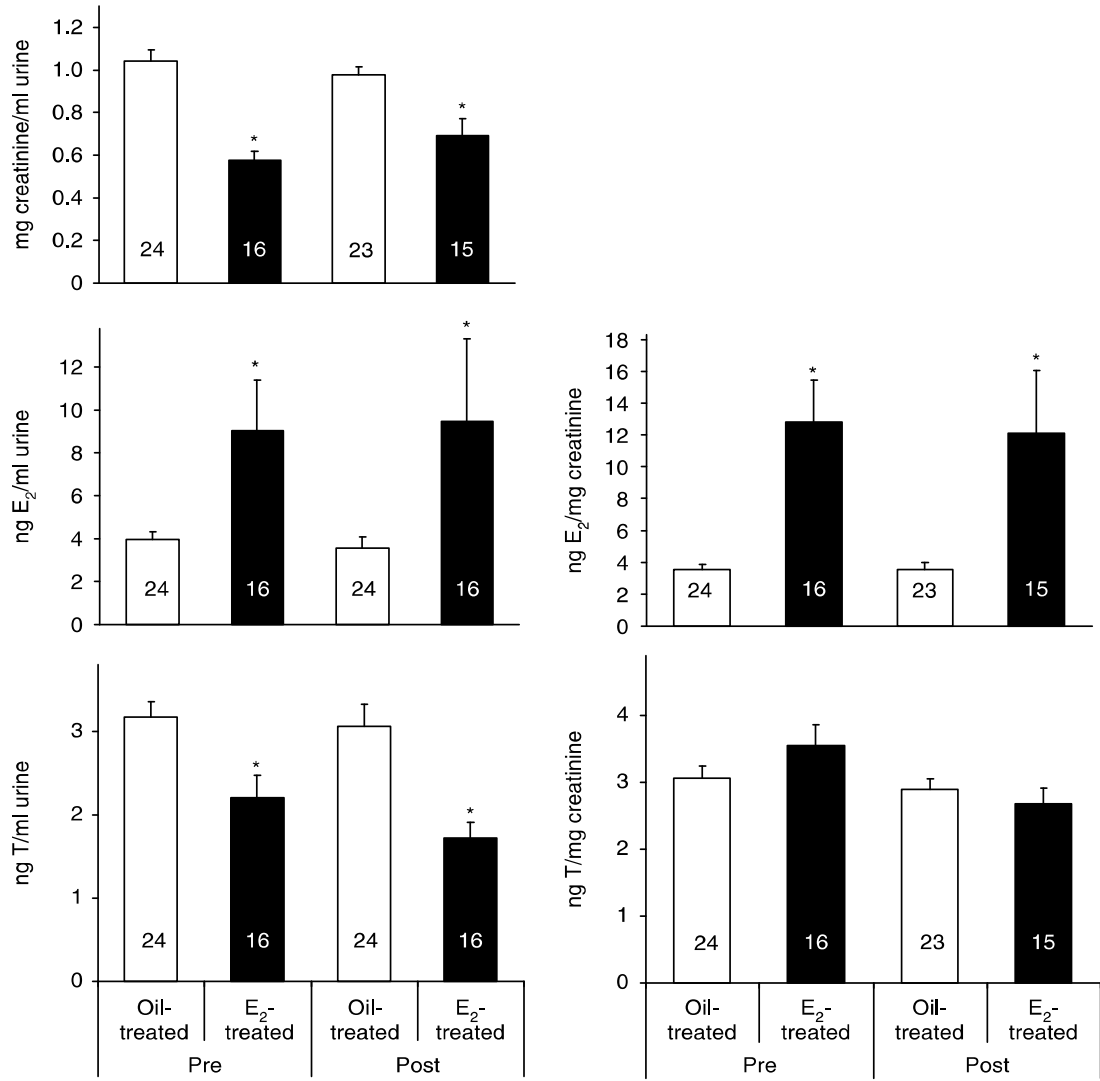 mg creatinine/ml urine
1.2
1.0
0.8
0.6
0.4
0.2
0
*
*
24
16
23
15
ng E₂/ml urine
12
10
8
6
4
2
0
*
*
24
16
24
16
ng E₂/mg creatinine
18
16
14
12
10
8
6
4
2
0
*
*
24
16
23
15
ng T/ml urine
3
2
1
0
*
*
24
16
24
16
Oil-
treated
E₂-
treated
Oil-
treated
E₂-
treated
Pre
Post
ng T/mg creatinine
4
3
2
1
0
24
16
23
15
Oil-
treated
E₂-
treated
Oil-
treated
E₂-
treated
Pre
Post